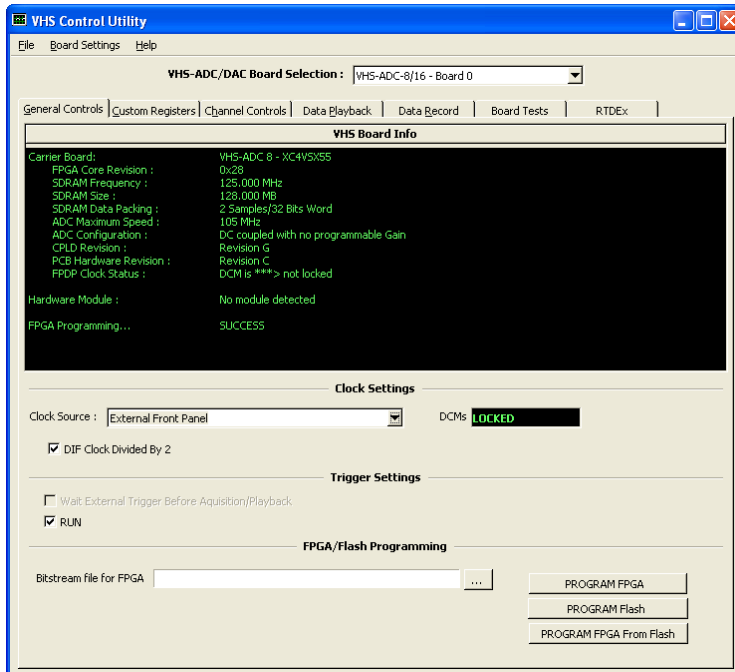 VHS Control Utility
File Board Settings Help
VHS-ADC/DAC Board Selection : VHS-ADC-8/16 - Board 0
General Controls Custom Registers Channel Controls Data Playback Data Record Board Tests RTDEx
VHS Board Info
Carrier Board: VHS-ADC 8 - XC4VSX55
FPGA Core Revision : 0x28
SDRAM Frequency : 125.000 MHz
SDRAM Size : 128.000 MB
SDRAM Data Packing : 2 Samples/32 Bits Word
ADC Maximum Speed : 105 MHz
ADC Configuration : DC coupled with no programmable Gain
CPLD Revision : Revision G
PCB Hardware Revision : Revision C
FPDP Clock Status : DCM is ***> not locked
Hardware Module : No module detected
FPGA Programming... SUCCESS
Clock Settings
Clock Source : External Front Panel DCMs LOCKED
DIF Clock Divided By 2
Trigger Settings
Wait External Trigger Before Aquisition/Playback
RUN
FPGA/Flash Programming
Bitstream file for FPGA ... PROGRAM FPGA
PROGRAM Flash
PROGRAM FPGA From Flash